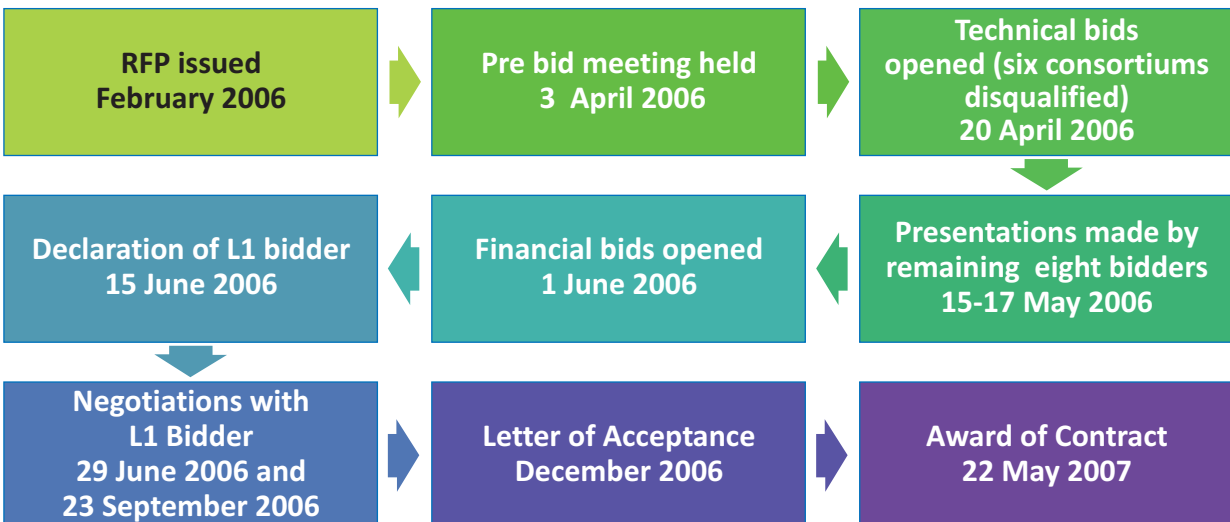 RFP issued
February 2006
Pre bid meeting held
3 April 2006
Technical bids
opened (six consortiums
disqualified)
20 April 2006
Presentations made by
remaining eight bidders
15-17 May 2006
Financial bids opened
1 June 2006
Declaration of L1 bidder
15 June 2006
Negotiations with
L1 Bidder
29 June 2006 and
23 September 2006
Letter of Acceptance
December 2006
Award of Contract
22 May 2007